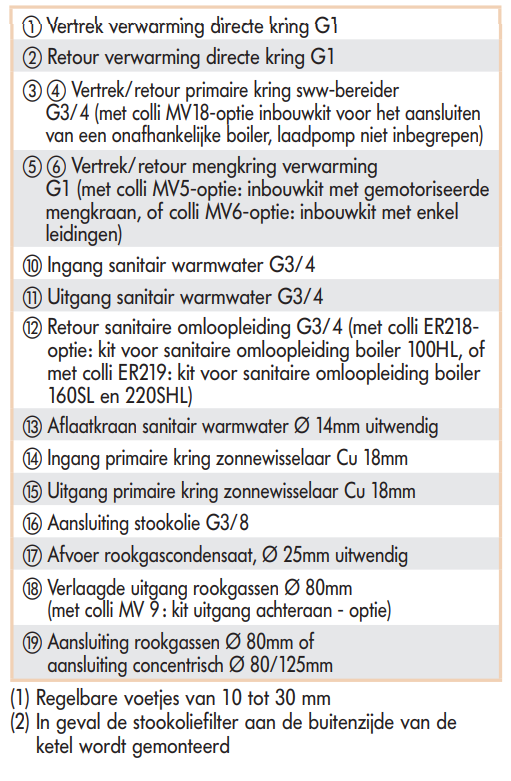 ① Vertrek verwarming directe kring G1
② Retour verwarming directe kring G1
③ ④ Vertrek/retour primaire kring sww-bereider
G3/4 (met colli MV18-optie inbouwkit voor het aansluiten
van een onafhankelijke boiler, laadpomp niet inbegrepen)
⑤ ⑥ Vertrek/retour mengkring verwarming
G1 (met colli MV5-optie: inbouwkit met gemotoriseerde
mengkraan, of colli MV6-optie: inbouwkit met enkel
leidingen)
⑩ Ingang sanitair warmwater G3/4
⑪ Uitgang sanitair warmwater G3/4
⑫ Retour sanitaire omloopleiding G3/4 (met colli ER218-
optie: kit voor sanitaire omloopleiding boiler 100HL, of
met colli ER219: kit voor sanitaire omloopleiding boiler
160SL en 220SHL)
⑬ Aflaatkraan sanitair warmwater Ø 14mm uitwendig
⑭ Ingang primaire kring zonnewisselaar Cu 18mm
⑮ Uitgang primaire kring zonnewisselaar Cu 18mm
⑯ Aansluiting stookolie G3/8
⑰ Afvoer rookgascondensaat, Ø 25mm uitwendig
⑱ Verlaagde uitgang rookgassen Ø 80mm
(met colli MV 9: kit uitgang achteraan - optie)
⑲ Aansluiting rookgassen Ø 80mm of
aansluiting concentrisch Ø 80/125mm
(1) Regelbare voetjes van 10 tot 30 mm
(2) In geval de stookoliefilter aan de buitenzijde van de
ketel wordt gemonteerd